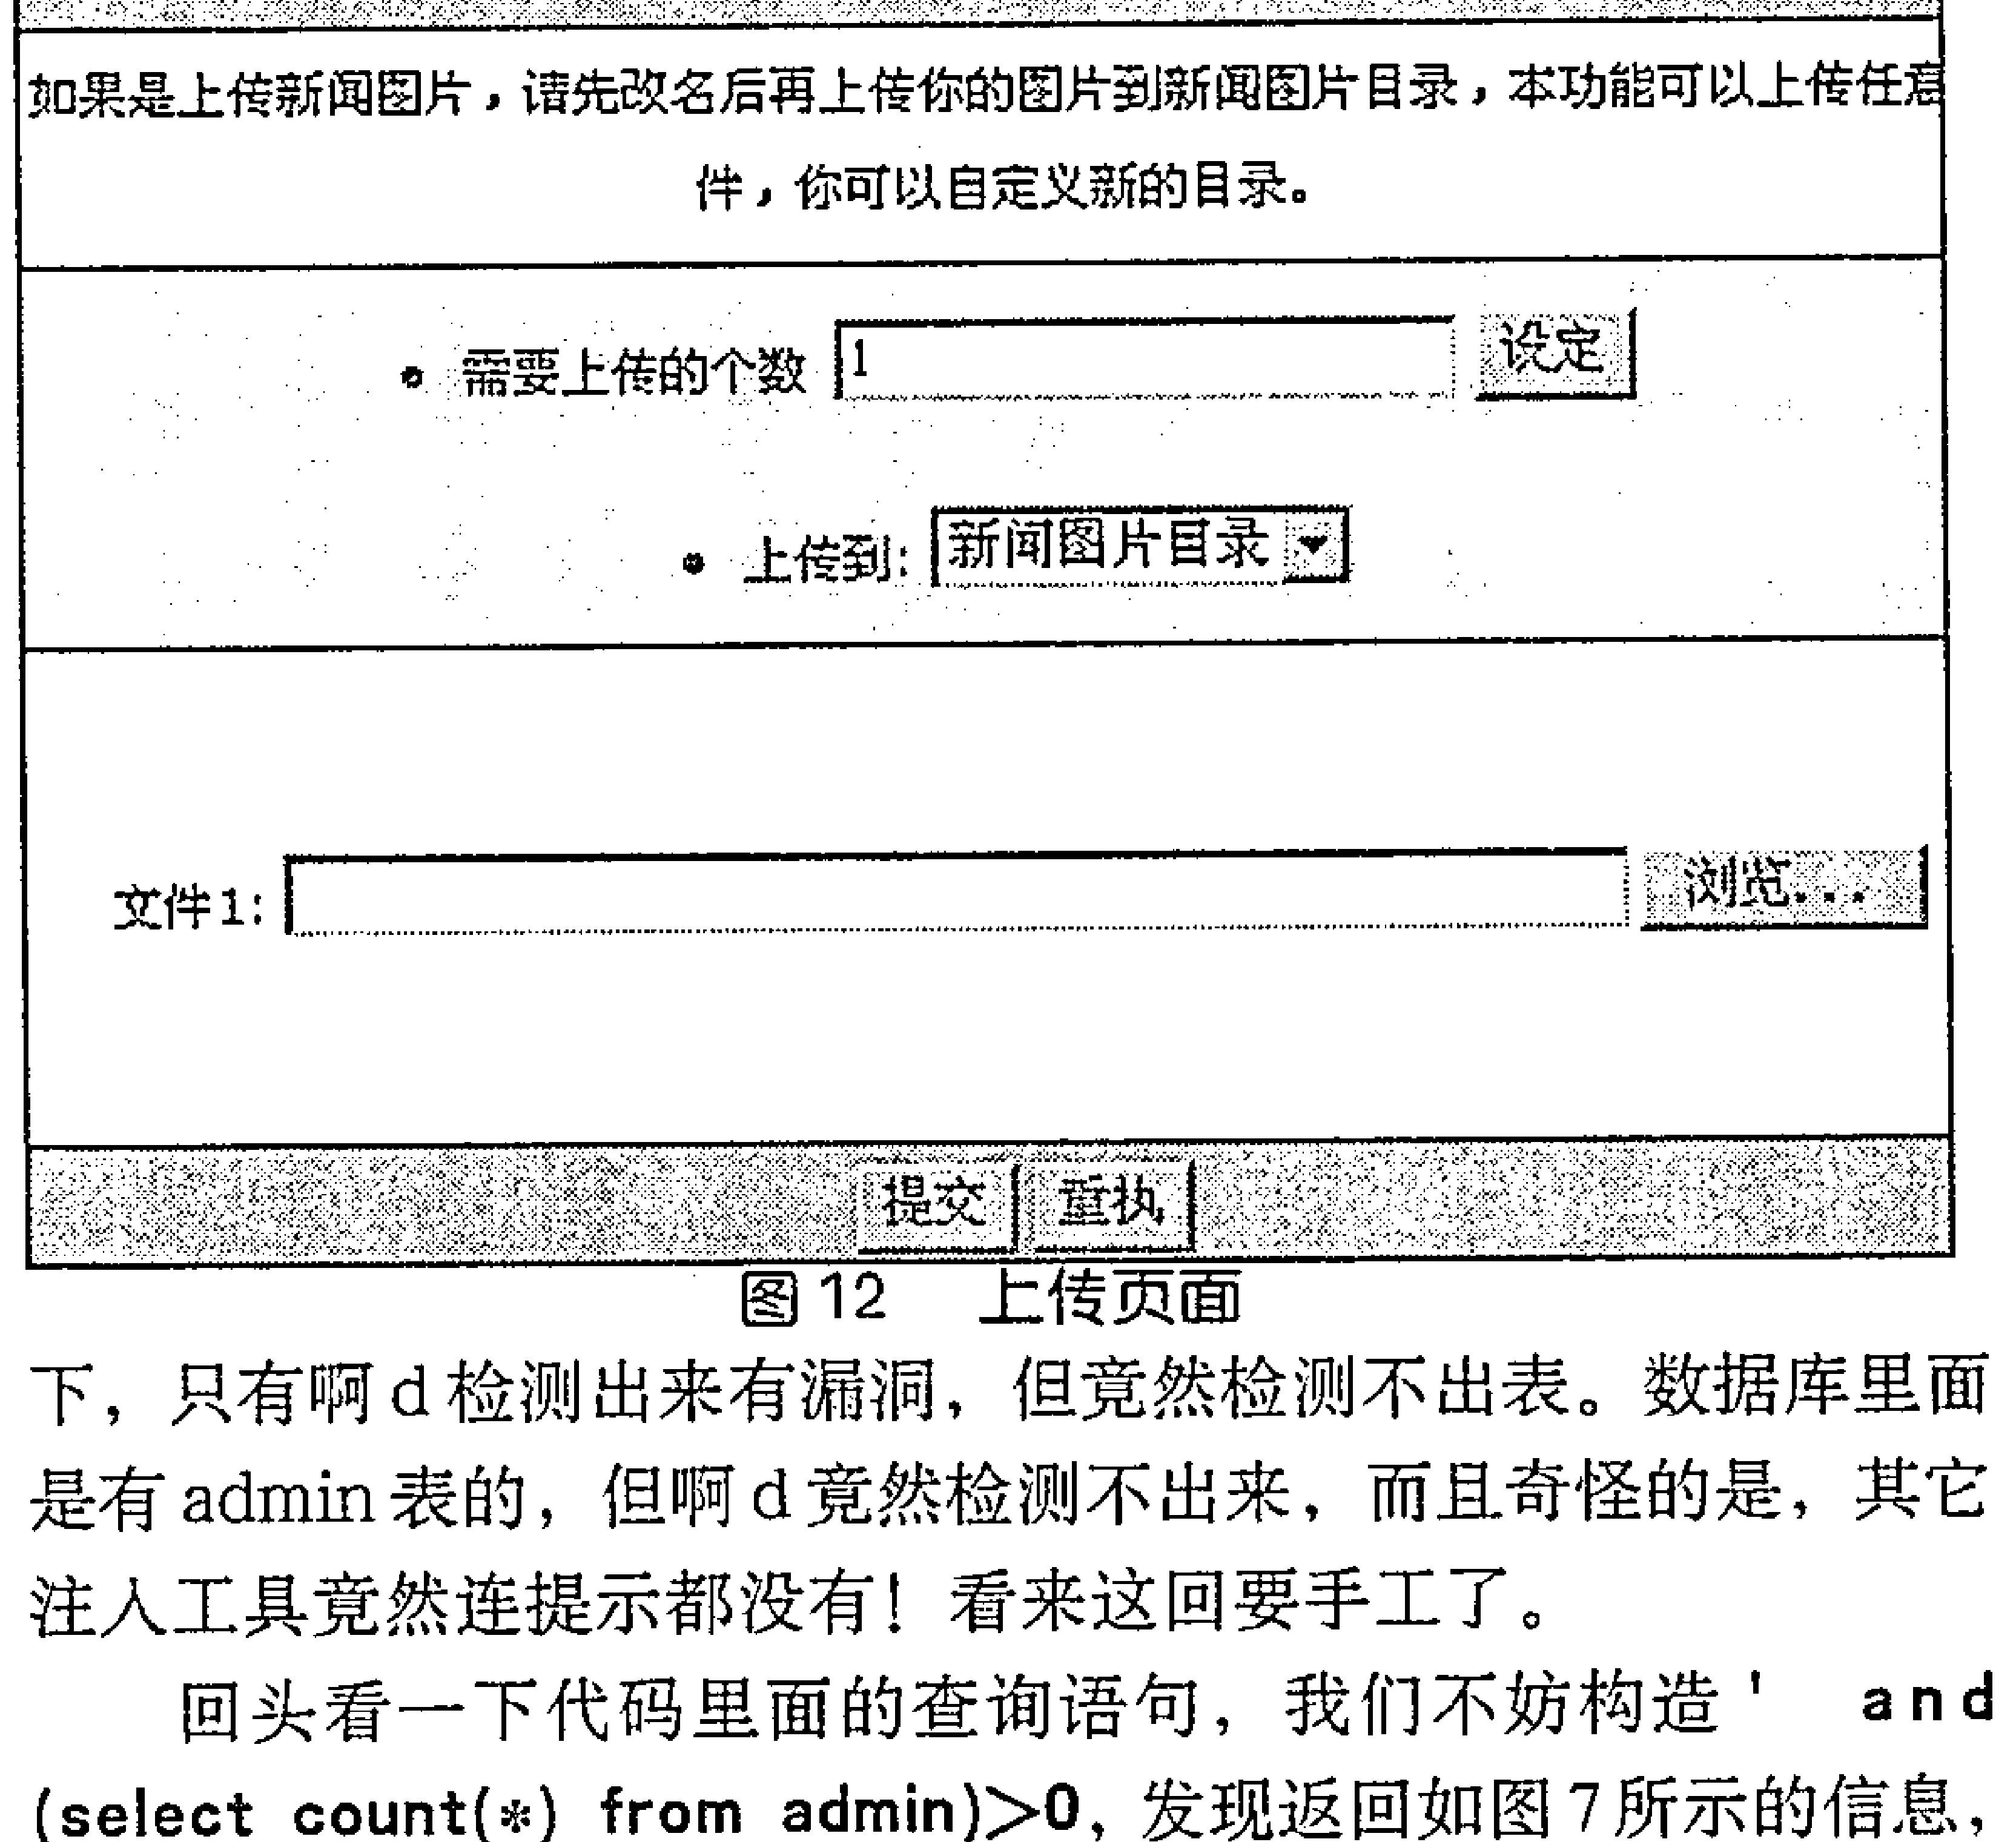 如果是上传新闻图片，请先改名后再上传你的图片到新闻图片目录，本功能可以上传任意
件，你可以自定义新的目录。
• 需要上传的个数 1 设定
• 上传到: 新闻图片目录
文件1: 浏览...
提交 重执
图 12 上传页面
下，只有啊d检测出来有漏洞，但竟然检测不出表。数据库里面
是有admin表的，但啊d竟然检测不出来，而且奇怪的是，其它
注入工具竟然连提示都没有！看来这回要手工了。
回头看一下代码里面的查询语句，我们不妨构造' and
(select count(*) from admin)>0，发现返回如图7所示的信息，